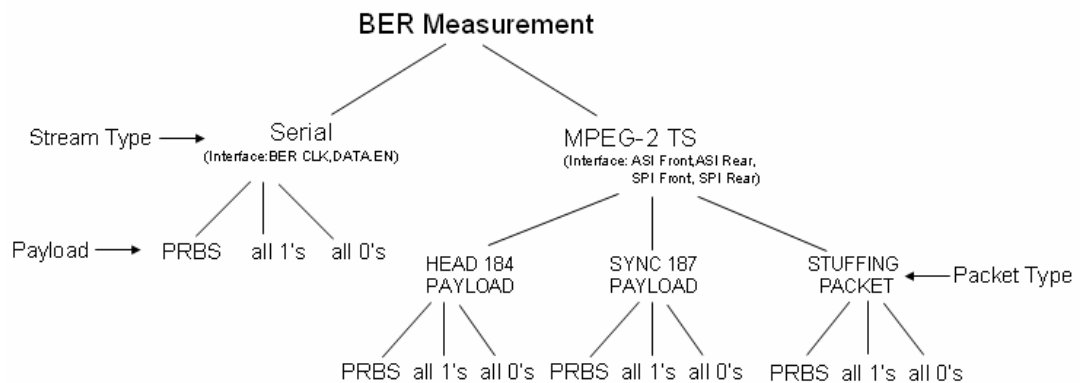 BER Measurement
Stream Type
Serial
(Interface:BER CLK,DATA.EN)
MPEG-2 TS
(Interface: ASI Front,ASI Rear,
SPI Front, SPI Rear)
Payload
PRBS all 1's all 0's
HEAD 184
PAYLOAD
SYNC 187
PAYLOAD
STUFFING
PACKET
Packet Type
PRBS all 1's all 0's
PRBS all 1's all 0's
PRBS all 1's all 0's